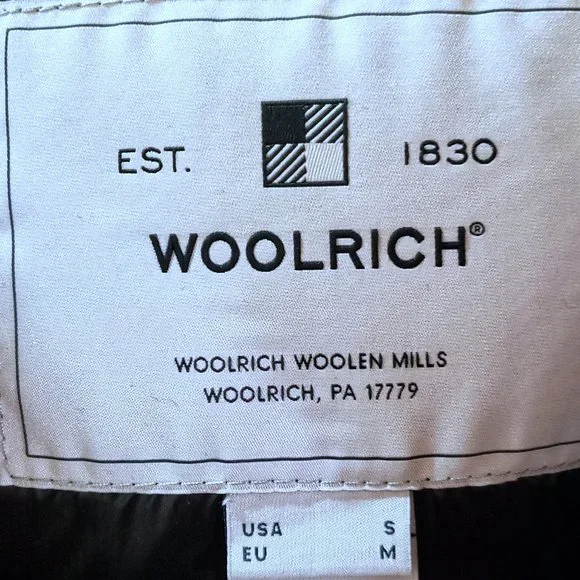 EST. 1830
WOOLRICH®
WOOLRICH WOOLEN MILLS
WOOLRICH, PA 17779
USA S
EU M